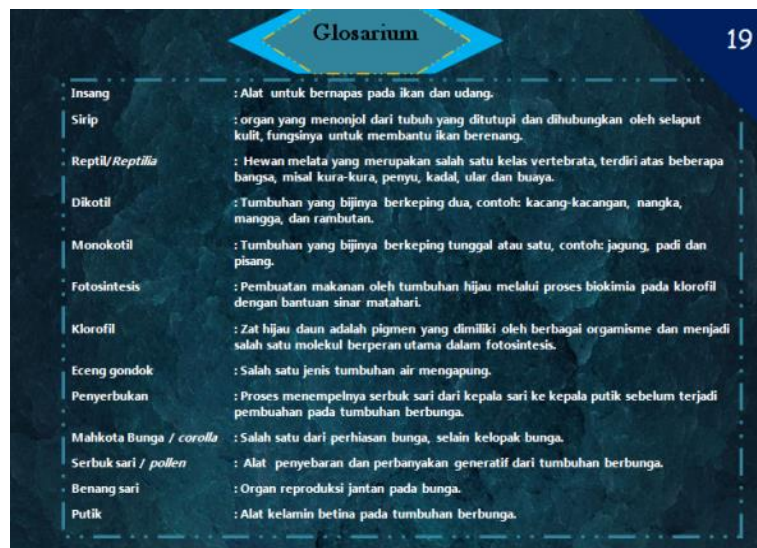 Glosarium
19
Insang : Alat untuk bernapas pada ikan dan udang.
Sirip : organ yang menonjol dari tubuh yang ditutupi dan dihubungkan oleh selaput
kulit, fungsinya untuk membantu ikan berenang.
Reptil/Reptilia : Hewan melata yang merupakan salah satu kelas vertebrata, terdiri atas beberapa
bangsa, misal kura-kura, penyu, kadal, ular dan buaya.
Dikotil : Tumbuhan yang bijinya berkeping dua, contoh: kacang-kacangan, nangka,
mangga, dan rambutan.
Monokotil : Tumbuhan yang bijinya berkeping tunggal atau satu, contoh: jagung, padi dan
pisang.
Fotosintesis : Pembuatan makanan oleh tumbuhan hijau melalui proses biokimia pada klorofil
dengan bantuan sinar matahari.
Klorofil : Zat hijau daun adalah pigmen yang dimiliki oleh berbagai orgamisme dan menjadi
salah satu molekul berperan utama dalam fotosintesis.
Eceng gondok : Salah satu jenis tumbuhan air mengapung.
Penyerbukan : Proses menempelnya serbuk sari dari kepala sari ke kepala putik sebelum terjadi
pembuahan pada tumbuhan berbunga.
Mahkota Bunga / corolla : Salah satu dari perhiasan bunga, selain kelopak bunga.
Serbuk sari / pollen : Alat penyebaran dan perbanyakan generatif dari tumbuhan berbunga.
Benang sari : Organ reproduksi jantan pada bunga.
Putik : Alat kelamin betina pada tumbuhan berbunga.